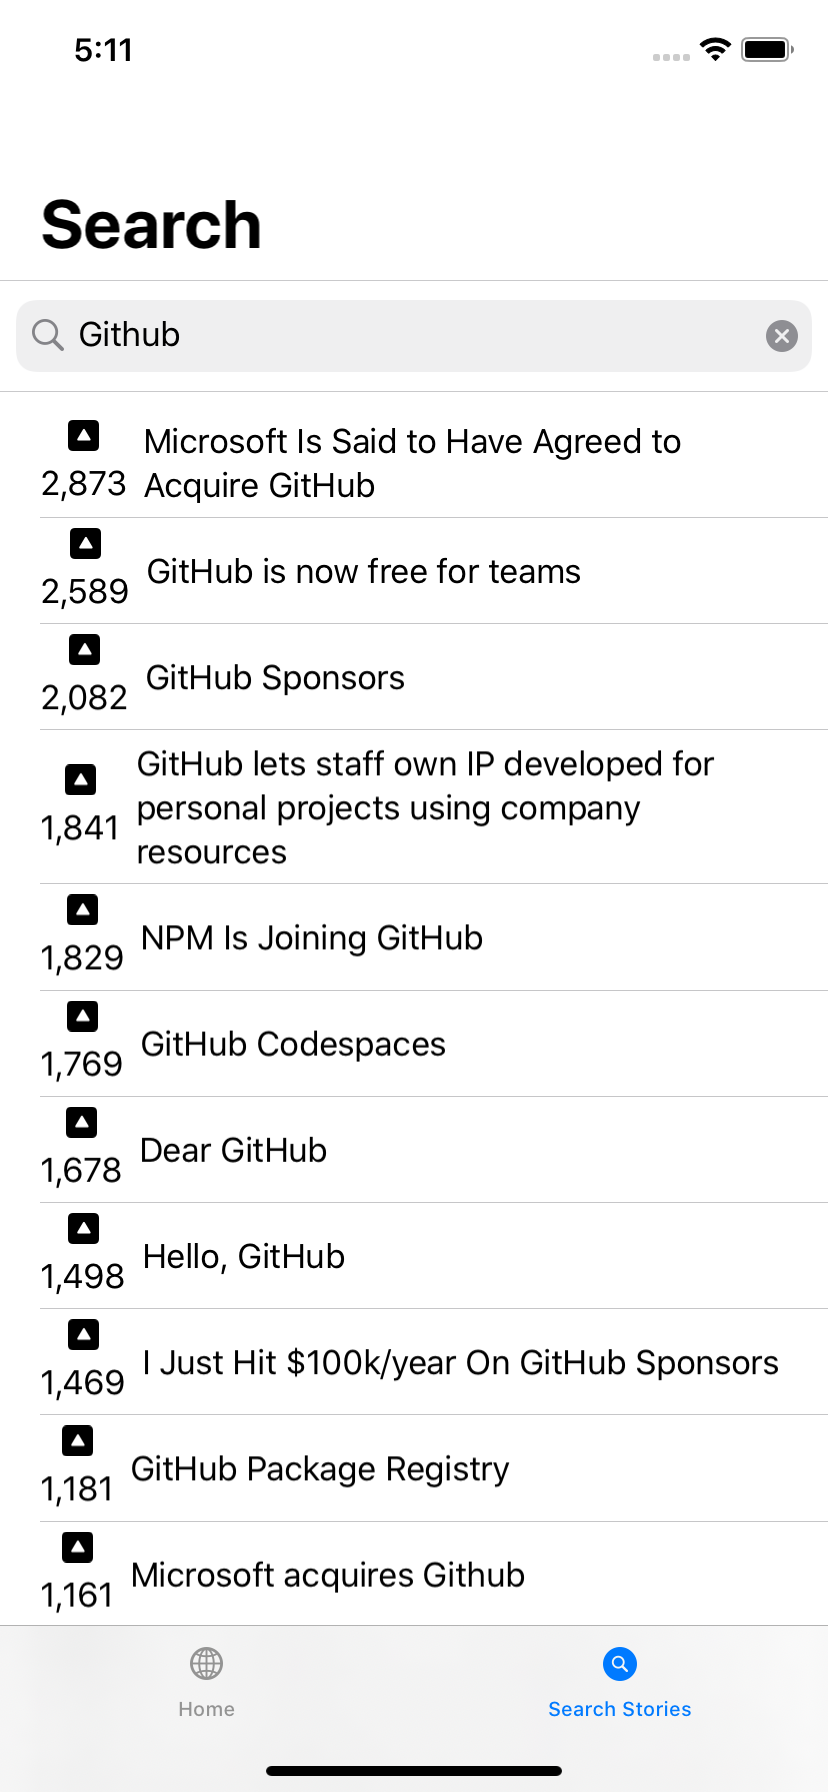 5:11
Search
Github
Microsoft Is Said to Have Agreed to
2,873
Acquire GitHub
GitHub is now free for teams
2,589
GitHub Sponsors
2,082
GitHub lets staff own IP developed for
personal projects using company
1,841
resources
NPM Is Joining GitHub
1,829
GitHub Codespaces
1,769
Dear GitHub
1,678
Hello, GitHub
1,498
I Just Hit $100k/year On GitHub Sponsors
1,469
GitHub Package Registry
1,181
Microsoft acquires Github
1,161
Home
Search Stories